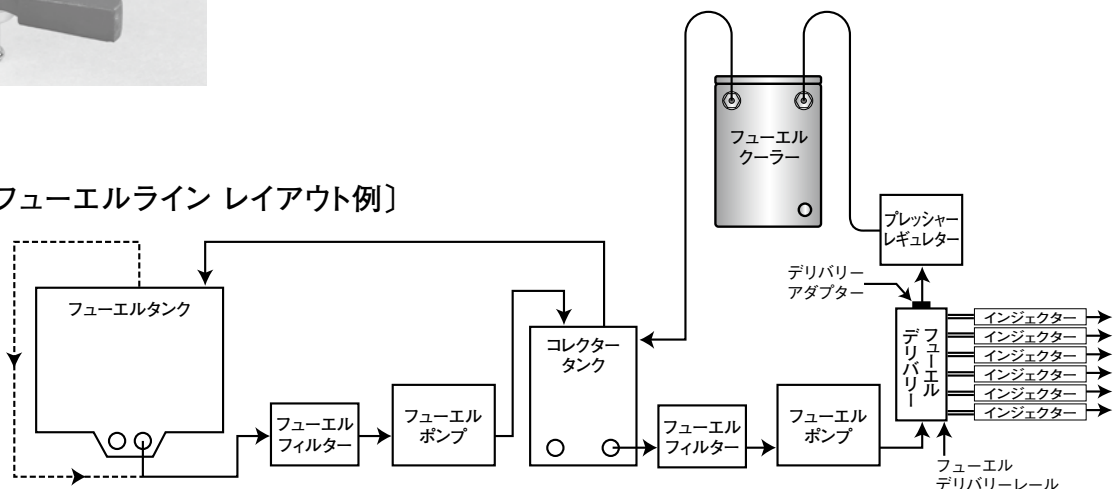 フューエルライン レイアウト例〕
フューエル
クーラー
プレッシャー
レギュレター
デリバリー
アダプター
フューエルタンク
コレクター
タンク
フューエル
フィルター
フューエル
ポンプ
フューエル
フィルター
フューエル
ポンプ
フューエル
デリバリー
インジェクター
インジェクター
インジェクター
インジェクター
インジェクター
インジェクター
フューエル
デリバリーレール